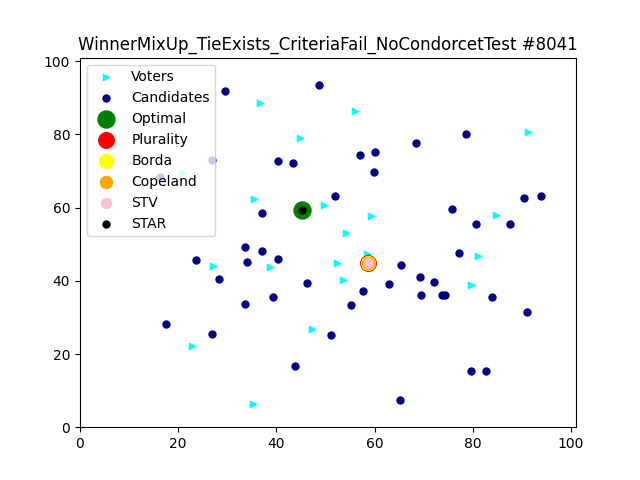 WinnerMixUp_TieExists_CriteriaFail_NoCondorcetTest #8041
100
80
60
40
20
0
Voters
Candidates
Optimal
Plurality
Borda
Copeland
STV
STAR
0 20 40 60 80 100